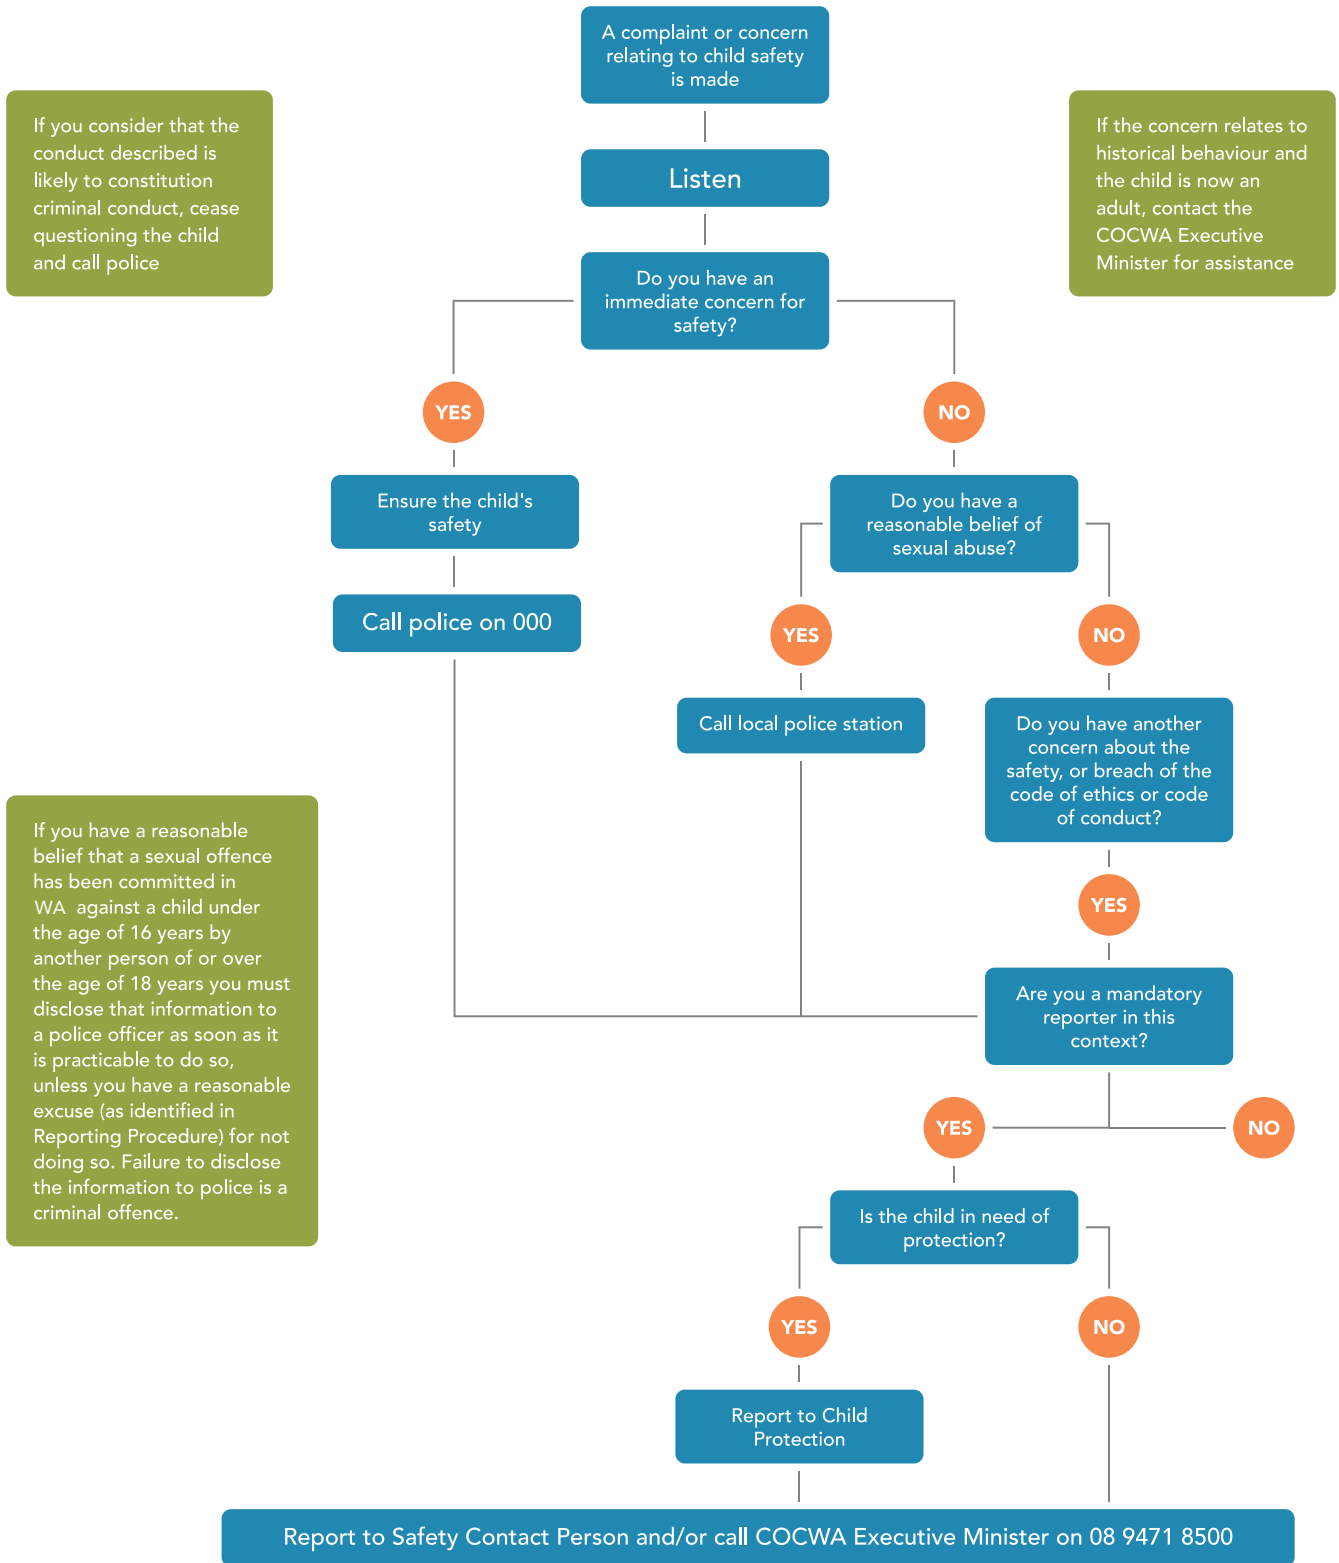 A complaint or concern
relating to child safety
is made
If you consider that the
conduct described is
likely to constitution
criminal conduct, cease
questioning the child
and call police
If the concern relates to
historical behaviour and
the child is now an
adult, contact the
COCWA Executive
Minister for assistance
Listen
Do you have an
immediate concern for
safety?
YES
NO
Ensure the child's
safety
Do you have a
reasonable belief of
sexual abuse?
Call police on 000
YES
NO
Call local police station
Do you have another
concern about the
safety, or breach of the
code of ethics or code
of conduct?
If you have a reasonable
belief that a sexual offence
has been committed in
WA against a child under
the age of 16 years by
another person of or over
the age of 18 years you must
disclose that information to
a police officer as soon as it
is practicable to do so,
unless you have a reasonable
excuse (as identified in
Reporting Procedure) for not
doing so. Failure to disclose
the information to police is a
criminal offence.
YES
Are you a mandatory
reporter in this
context?
YES
NO
Is the child in need of
protection?
YES
NO
Report to Child
Protection
Report to Safety Contact Person and/or call COCWA Executive Minister on 08 9471 8500